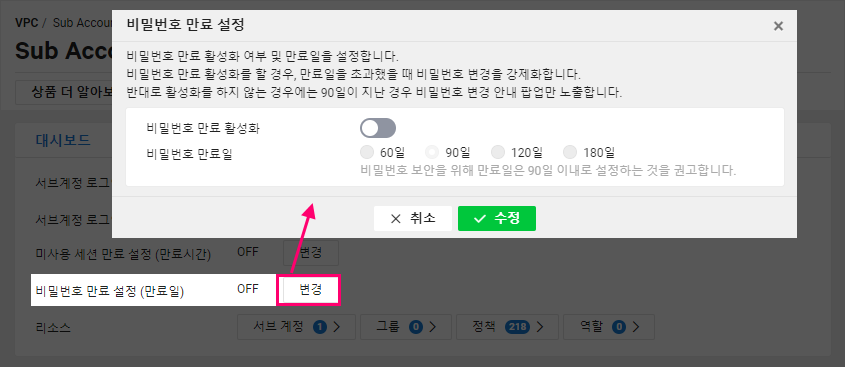 VPC / Sub Accou
Sub Acco
상품 더 알아보
대시보드
서브계정 로그
서브계정 로그
미사용 세션 만료 설정 (만료시간) OFF 변경
비밀번호 만료 설정 (만료일) OFF 변경
리소스 서브 계정 1 그룹 0 정책 218 역할 0
비밀번호 만료 설정
비밀번호 만료 활성화 여부 및 만료일을 설정합니다.
비밀번호 만료 활성화를 할 경우, 만료일을 초과했을 때 비밀번호 변경을 강제화합니다.
반대로 활성화를 하지 않는 경우에는 90일이 지난 경우 비밀번호 변경 안내 팝업만 노출합니다.
비밀번호 만료 활성화
비밀번호 만료일 60일 90일 120일 180일
비밀번호 보안을 위해 만료일은 90일 이내로 설정하는 것을 권고합니다.
취소 수정